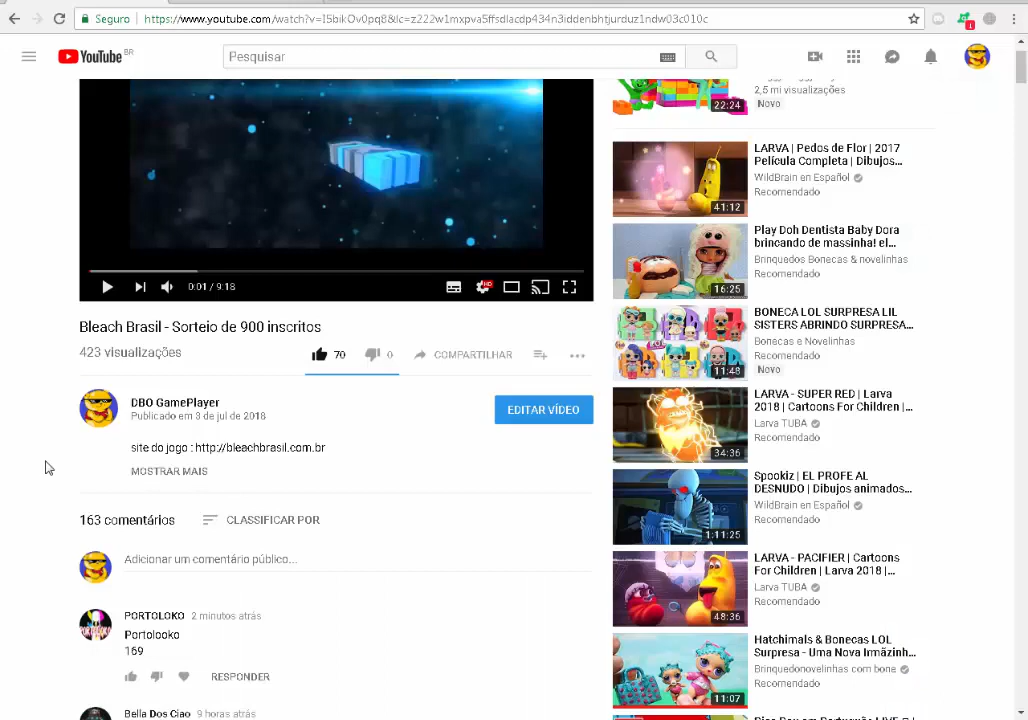 Seguro
https://www.youtube.com/watch?v=I5bikOv0pq8&lc=z222w1mxpva5ffsdlacdp434n3iddenbhtjurduz1ndw03c010c
1
YouTube BR
Pesquisar
22:24
2,5 mi visualizações
Novo
LARVA | Pedos de Flor | 2017
Película Completa | Dibujos...
WildBrain en Español
Recomendado
41:12
Play Doh Dentista Baby Dora
brincando de massinha! el...
Brinquedos Bonecas & novelinhas
Recomendado
16:25
HD
0:01 / 9:18
Bleach Brasil - Sorteio de 900 inscritos
423 visualizações
70
0
COMPARTILHAR
BONECA LOL SURPRESA LIL
SISTERS ABRINDO SURPRESA...
Bonecas e Novelinhas
Recomendado
Novo
11:48
DBO GamePlayer
Publicado em 3 de jul de 2018
EDITAR VÍDEO
site do jogo : http://bleachbrasil.com.br
MOSTRAR MAIS
LARVA - SUPER RED | Larva
2018 | Cartoons For Children |...
Larva TUBA
Recomendado
34:36
Spookiz | EL PROFE AL
DESNUDO | Dibujos animados...
WildBrain en Español
Recomendado
1:11:25
163 comentários
CLASSIFICAR POR
Adicionar um comentário público...
LARVA - PACIFIER | Cartoons
For Children | Larva 2018 |...
Larva TUBA
Recomendado
48:36
PORTOLOKO 2 minutos atrás
Portolooko
169
RESPONDER
Hatchimals & Bonecas LOL
Surpresa - Uma Nova Irmãzinh...
Brinquedonovelinhas com bone
Recomendado
11:07
Bella Dos Ciao 9 horas atrás